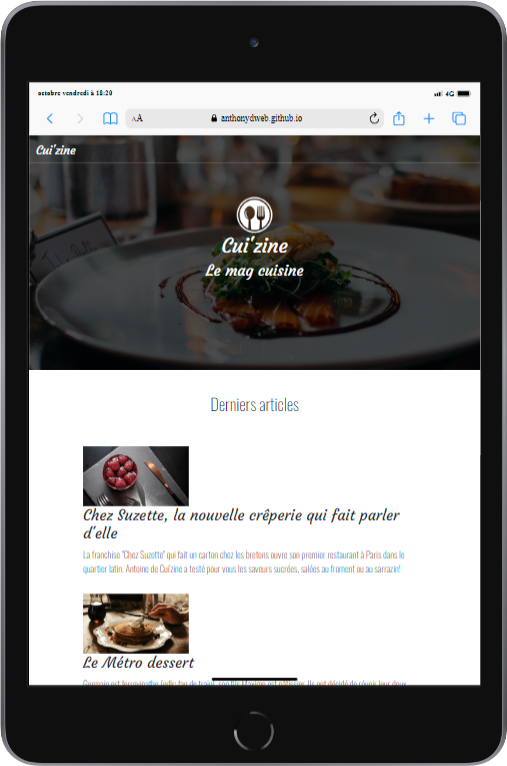 octobre vendredi à 18:20
4G
AA
anthonydweb.github.io
Cui'zine
Cui'zine
Le mag cuisine
Derniers articles
Chez Suzette, la nouvelle crêperie qui fait parler
d'elle
La franchise "Chez Suzette" qui fait un carton chez les bretons ouvre son premier restaurant à Paris dans le
quartier latin. Antoine de Cui'zine a testé pour vous les saveurs sucrées, salées au froment ou au sarrazin!
Le Métro dessert